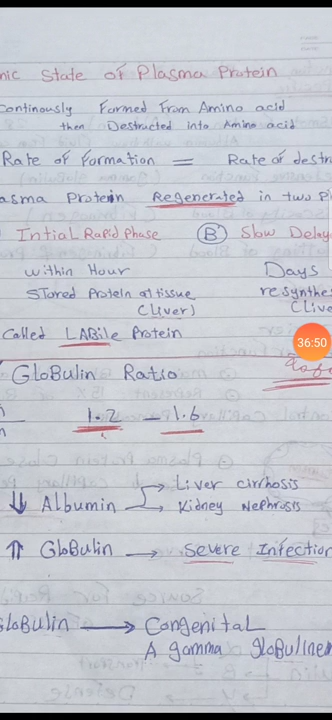 nic State of Plasma Protein
Continously Formed From Amino acid
then Destructed into Amino acid
Rate of Formation = Rate of destr
asma Protein Regenerated in two P
Intial Rapid Phase (B) Slow Delay
within Hour Days
Stored Protein at tissue resynthe
(Liver) (Live
Called LABile Protein
36:50
GloBulin Ratio
1.2 – 1.6
↓↓ Albumin → Liver cirrhosis
→ Kidney Nephrosis
⇑ GloBulin → Severe Infection
GloBulin → Congenital
A gamma globuline